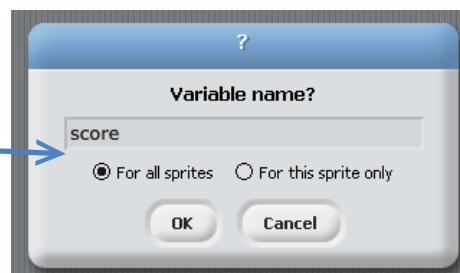 ?
Variable name?
score
For all sprites For this sprite only
OK Cancel